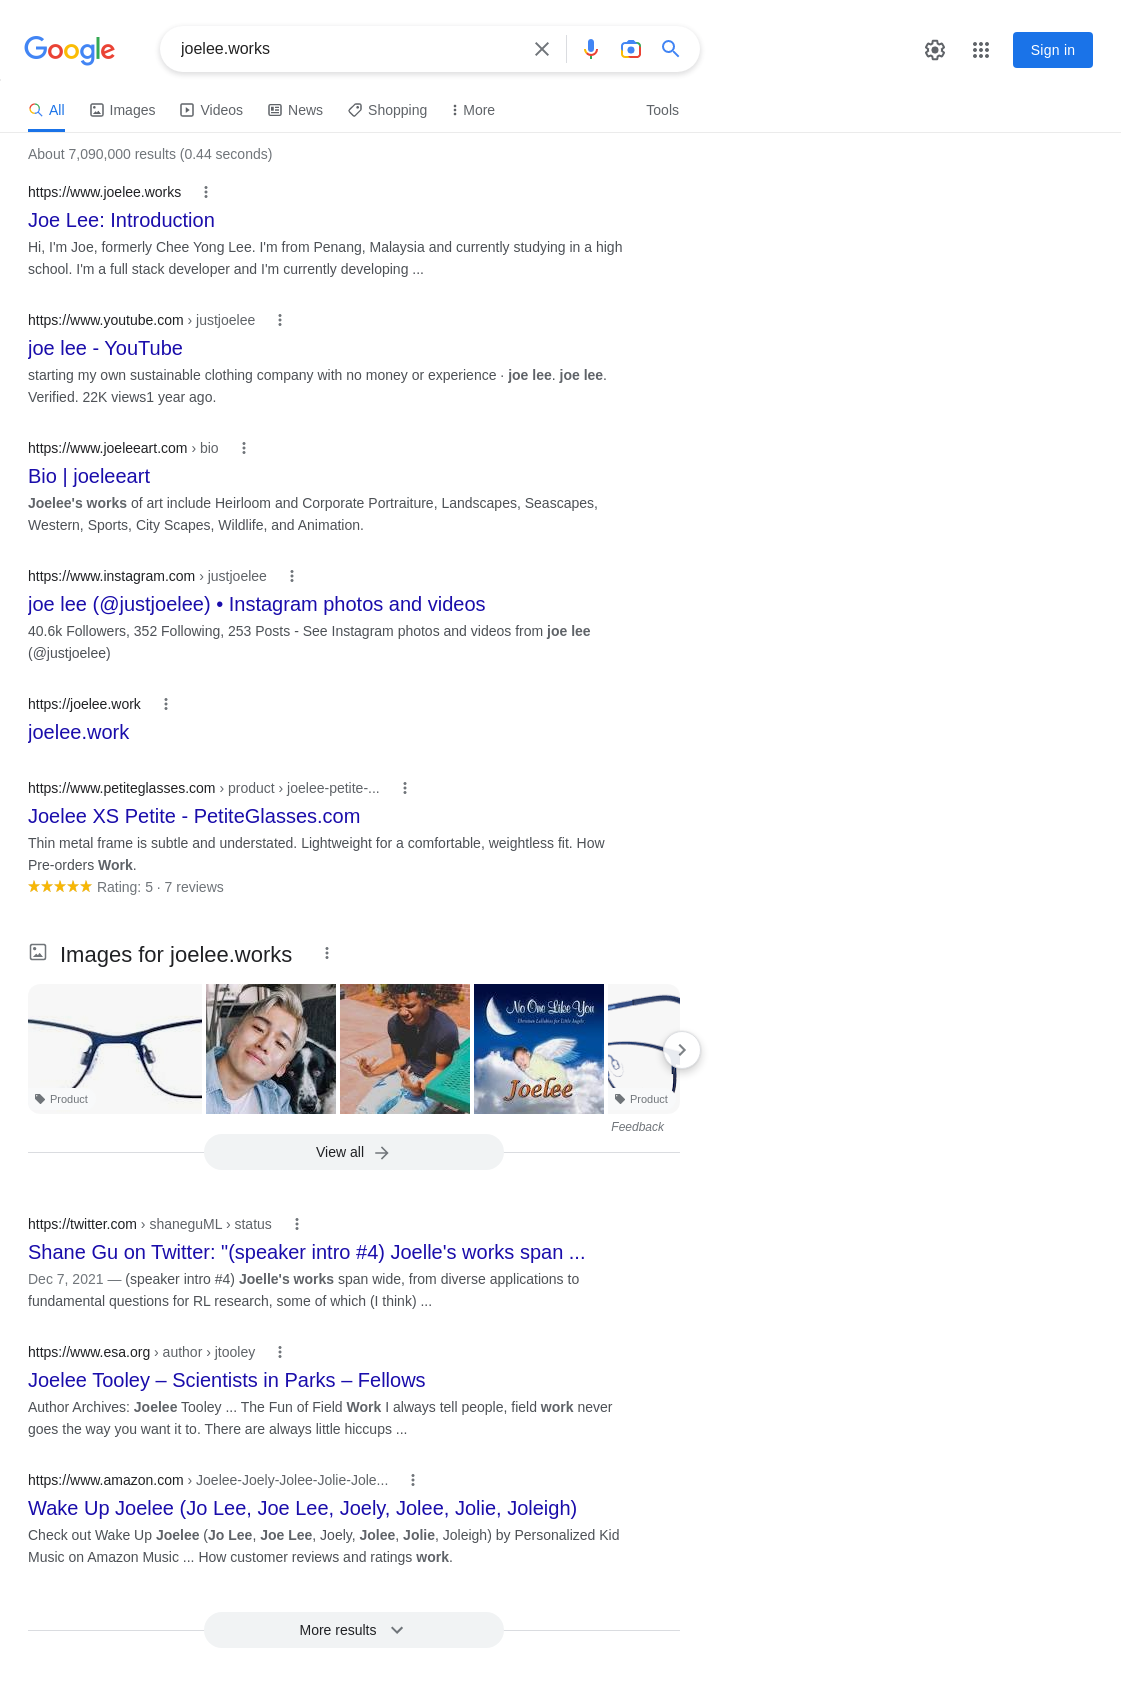 Google
joelee.works
Sign in
All
Images
Videos
News
Shopping
More
Tools
About 7,090,000 results (0.44 seconds)
https://www.joelee.works
Joe Lee: Introduction
Hi, I'm Joe, formerly Chee Yong Lee. I'm from Penang, Malaysia and currently studying in a high
school. I'm a full stack developer and I'm currently developing ...
https://www.youtube.com › justjoelee
joe lee - YouTube
starting my own sustainable clothing company with no money or experience · joe lee. joe lee.
Verified. 22K views1 year ago.
https://www.joeleeart.com › bio
Bio | joeleeart
Joelee's works of art include Heirloom and Corporate Portraiture, Landscapes, Seascapes,
Western, Sports, City Scapes, Wildlife, and Animation.
https://www.instagram.com › justjoelee
joe lee (@justjoelee) • Instagram photos and videos
40.6k Followers, 352 Following, 253 Posts - See Instagram photos and videos from joe lee
(@justjoelee)
https://joelee.work
joelee.work
https://www.petiteglasses.com › product › joelee-petite-...
Joelee XS Petite - PetiteGlasses.com
Thin metal frame is subtle and understated. Lightweight for a comfortable, weightless fit. How
Pre-orders Work.
Rating: 5 · 7 reviews
Images for joelee.works
No One Like You
Christian Lullabies for Little Angels
Joelee
Product
Product
Feedback
View all
https://twitter.com › shaneguML › status
Shane Gu on Twitter: "(speaker intro #4) Joelle's works span ...
Dec 7, 2021 — (speaker intro #4) Joelle's works span wide, from diverse applications to
fundamental questions for RL research, some of which (I think) ...
https://www.esa.org › author › jtooley
Joelee Tooley – Scientists in Parks – Fellows
Author Archives: Joelee Tooley ... The Fun of Field Work I always tell people, field work never
goes the way you want it to. There are always little hiccups ...
https://www.amazon.com › Joelee-Joely-Jolee-Jolie-Jole...
Wake Up Joelee (Jo Lee, Joe Lee, Joely, Jolee, Jolie, Joleigh)
Check out Wake Up Joelee (Jo Lee, Joe Lee, Joely, Jolee, Jolie, Joleigh) by Personalized Kid
Music on Amazon Music ... How customer reviews and ratings work.
More results